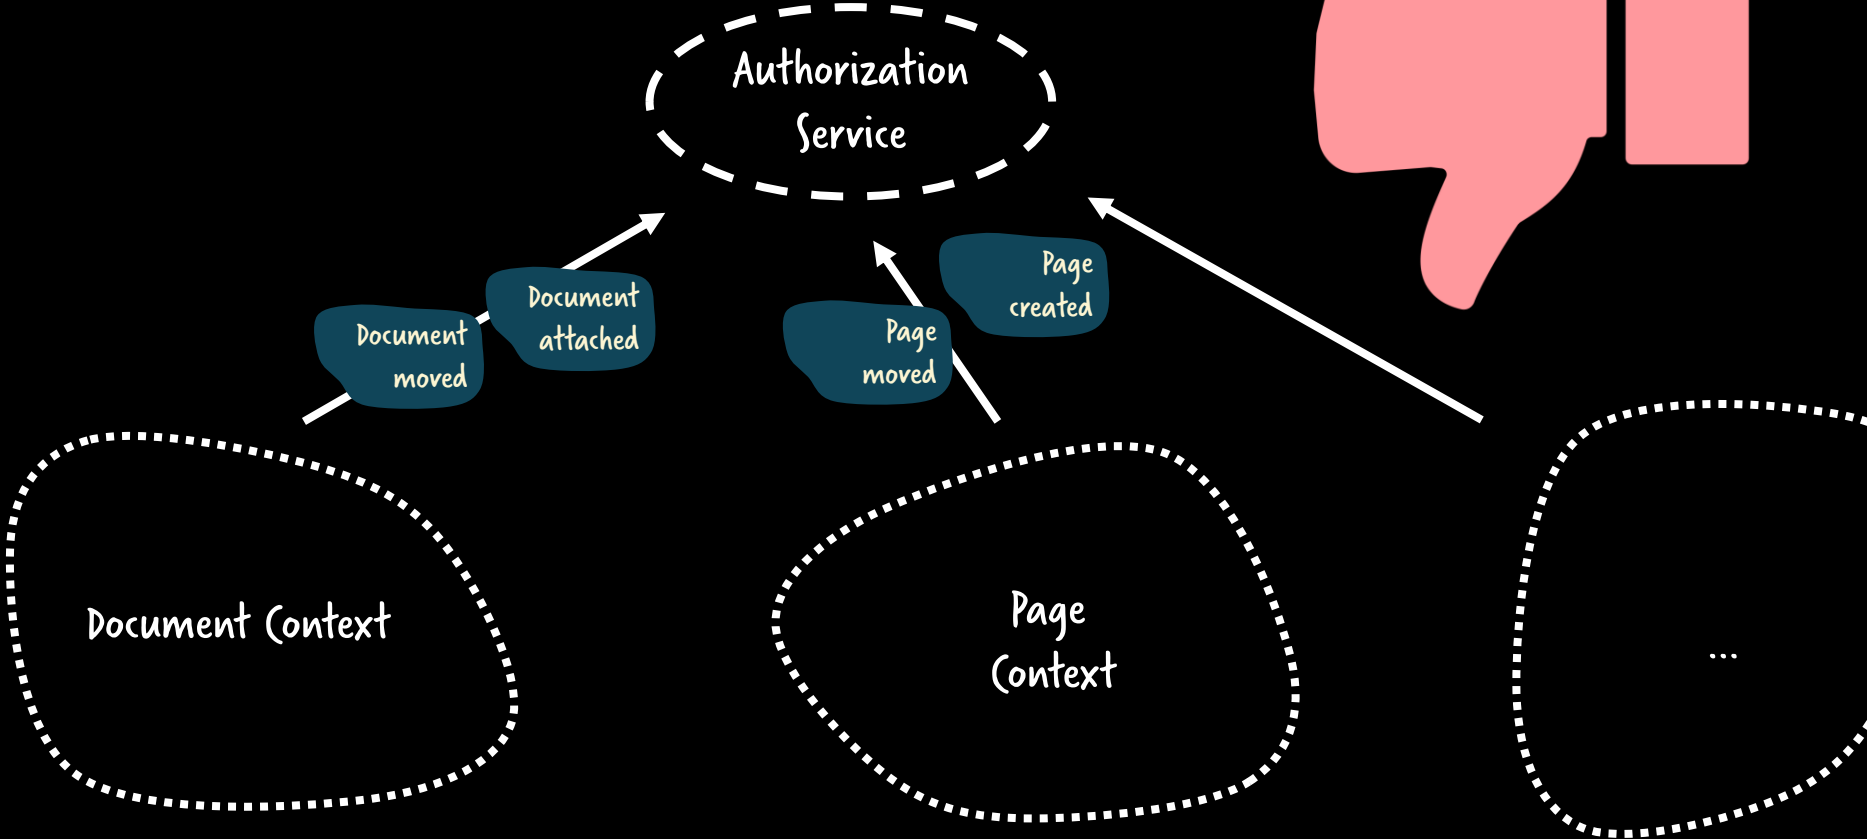 Authorization
Service
Document
moved
Document
attached
Page
moved
Page
created
Document Context
Page
Context
...